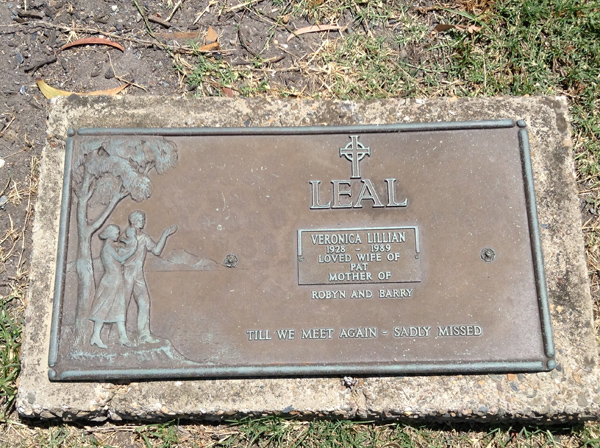 LEAL
VERONICA LILLIAN
1928 - 1989
LOVED WIFE OF
PAT
MOTHER OF
ROBYN AND BARRY
TILL WE MEET AGAIN - SADLY MISSED